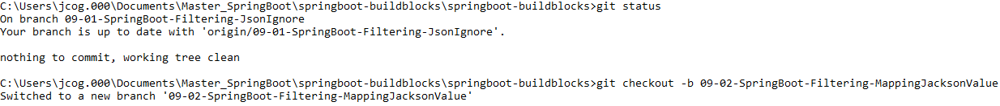 C:\Users\jcog.000\Documents\Master_SpringBoot\springboot-buildblocks\springboot-buildblocks>git status
On branch 09-01-SpringBoot-Filtering-JsonIgnore
Your branch is up to date with 'origin/09-01-SpringBoot-Filtering-JsonIgnore'.
nothing to commit, working tree clean
C:\Users\jcog.000\Documents\Master_SpringBoot\springboot-buildblocks\springboot-buildblocks>git checkout -b 09-02-SpringBoot-Filtering-MappingJacksonValue
Switched to a new branch '09-02-SpringBoot-Filtering-MappingJacksonValue'